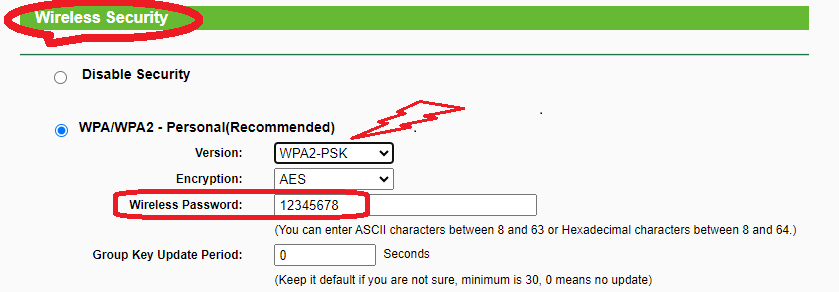 Wireless Security
Disable Security
WPA/WPA2 - Personal(Recommended)
Version: WPA2-PSK
Encryption: AES
Wireless Password: 12345678
(You can enter ASCII characters between 8 and 63 or Hexadecimal characters between 8 and 64.)
Group Key Update Period: 0 Seconds
(Keep it default if you are not sure, minimum is 30, 0 means no update)